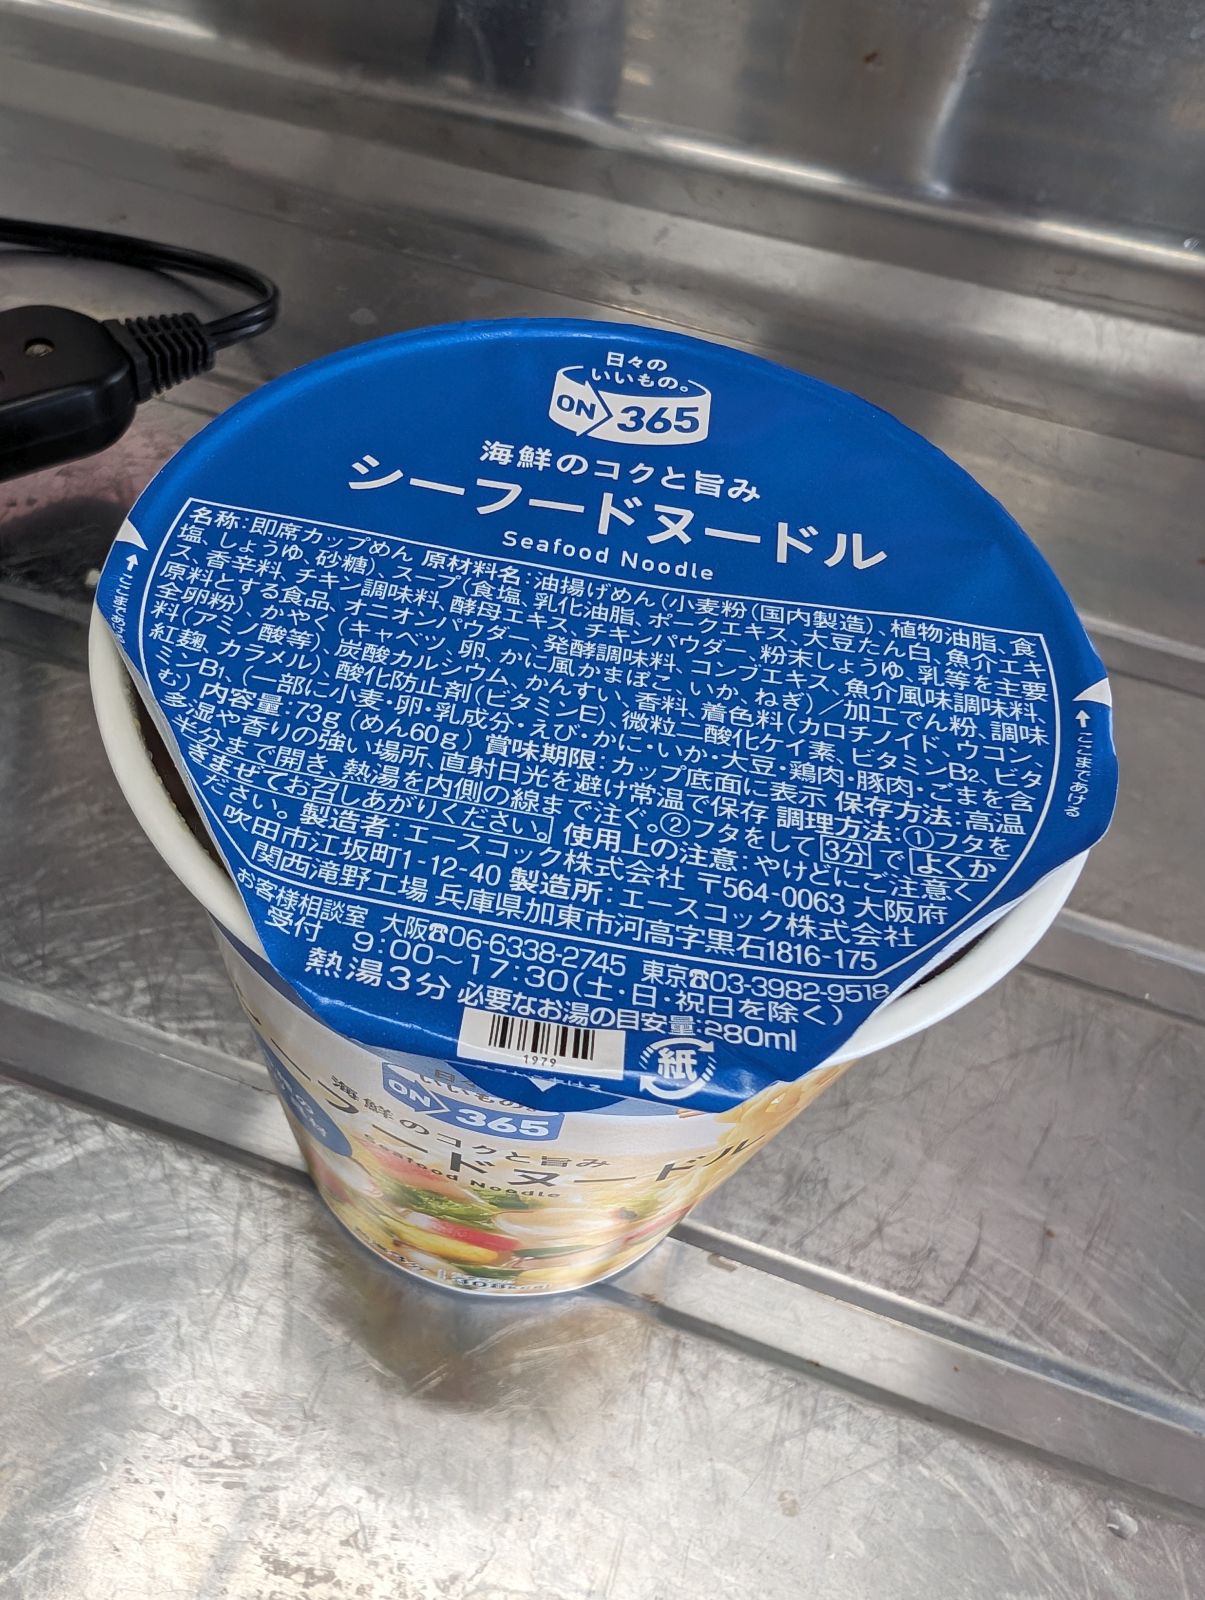 日々の
いいもの。
ON 365
海鮮のコクと旨み
シーフードヌードル
Seafood Noodle
名称:即席カップめん 原材料名:油揚げめん(小麦粉(国内製造)、植物油脂、食
塩、しょうゆ、砂糖)、スープ(食塩、乳化油脂、ポークエキス、大豆たん白、魚介エキ
ス、香辛料、チキン調味料、酵母エキス、チキンパウダー、粉末しょうゆ、乳等を主要
原料とする食品、オニオンパウダー、発酵調味料、コンブエキス、魚介風味調味料、
全卵粉)、かやく(キャベツ、卵、かに風かまぼこ、いか、ねぎ)/加工でん粉、調味
料(アミノ酸等)、炭酸カルシウム、かんすい、香料、着色料(カロチノイド、ウコン、
紅麹、カラメル)、酸化防止剤(ビタミンE)、微粒二酸化ケイ素、ビタミンB2、ビタ
ミンB1、(一部に小麦・卵・乳成分・えび・かに・いか・大豆・鶏肉・豚肉・ごまを含
む) 内容量:73g(めん60g) 賞味期限:カップ底面に表示 保存方法:高温
多湿や香りの強い場所、直射日光を避け常温で保存 調理方法:①フタを
半分まで開き、熱湯を内側の線まで注ぐ。②フタをして3分でよくか
きまぜてお召しあがりください。 使用上の注意:やけどにご注意く
ださい。 製造者:エースコック株式会社 〒564-0063 大阪府
吹田市江坂町1-12-40 製造所:エースコック株式会社
関西滝野工場 兵庫県加東市河高字黒石1816-175
お客様相談室 大阪☎06-6338-2745 東京☎03-3982-9518
受付 9:00〜17:30(土・日・祝日を除く)
熱湯3分 必要なお湯の目安量:280ml
1979
紙
↑ここまであける
↑ここまであける
日々の
いいもの。
ON 365
海鮮のコクと旨み
シーフードヌードル
Seafood Noodle